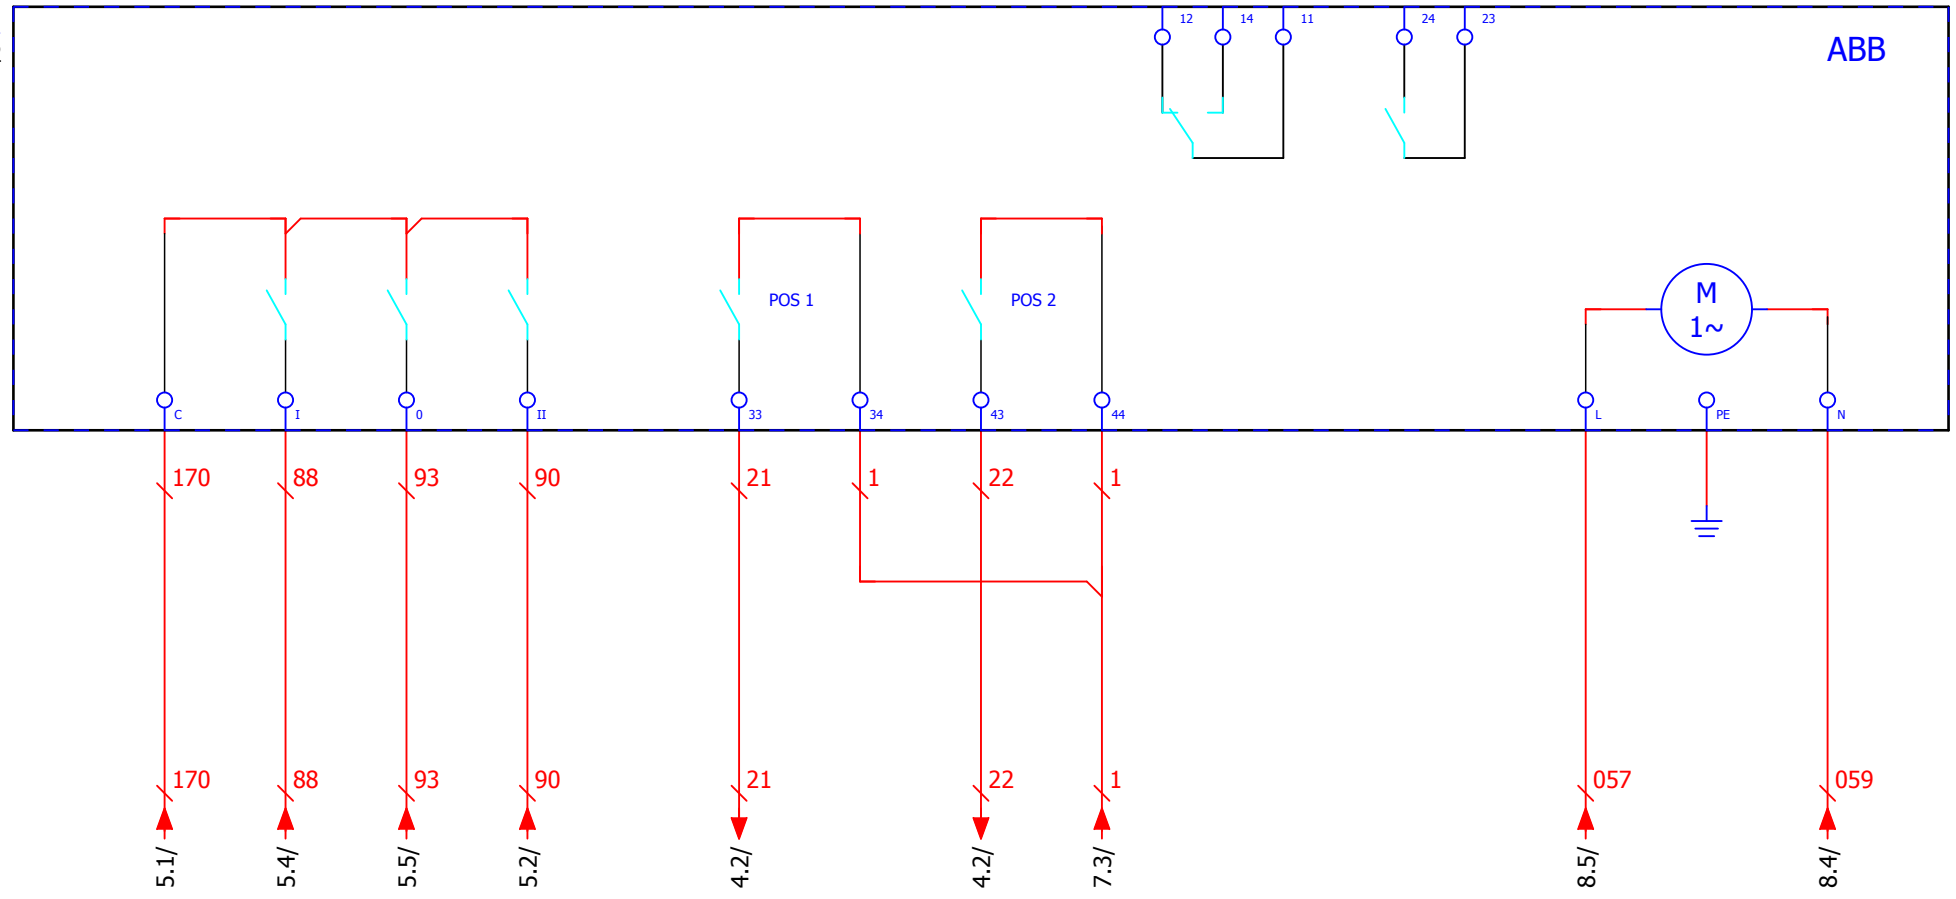 12 14 11 24 23
ABB
POS 1 POS 2
M
1~
C I 0 II 33 34 43 44 L PE N
170 88 93 90 21 1 22 1
170 88 93 90 21 22 1 057 059
5.1/ 5.4/ 5.5/ 5.2/ 4.2/ 4.2/ 7.3/ 8.5/ 8.4/